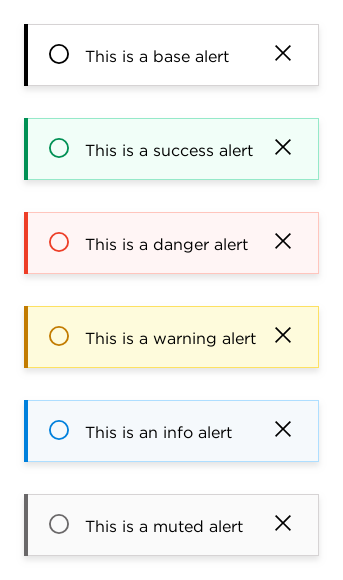 This is a base alert
This is a success alert
This is a danger alert
This is a warning alert
This is an info alert
This is a muted alert